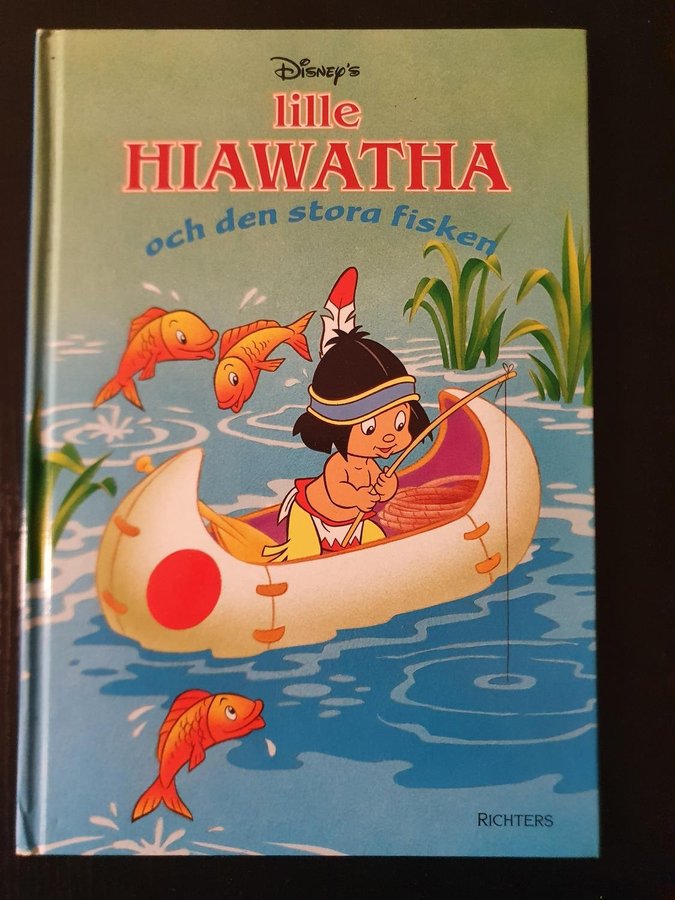 Disney's
lille
HIAWATHA
och den stora fisken
RICHTERS